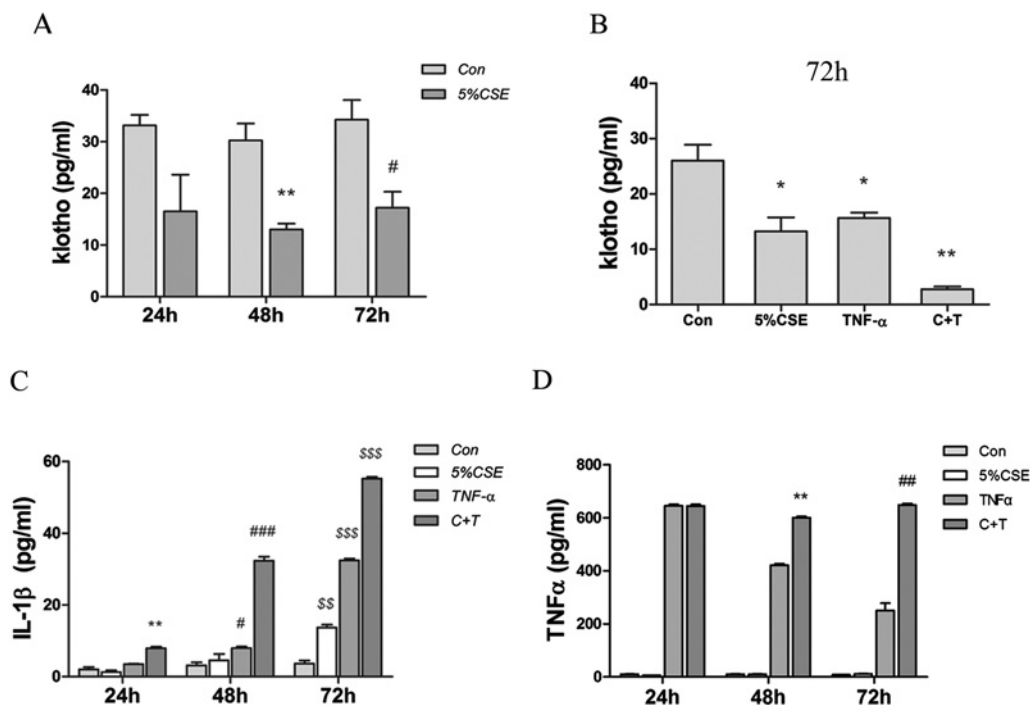 A
Con
5%CSE
klotho (pg/ml)
40
30
20
10
0
**
#
24h
48h
72h
B
72h
klotho (pg/ml)
40
30
20
10
0
*
*
**
Con
5%CSE
TNF-α
C+T
C
Con
5%CSE
TNF-α
C+T
IL-1β (pg/ml)
60
40
20
0
**
#
###
$$
$$$
$$$
24h
48h
72h
D
Con
5%CSE
TNFα
C+T
TNFα (pg/ml)
800
600
400
200
0
**
##
24h
48h
72h